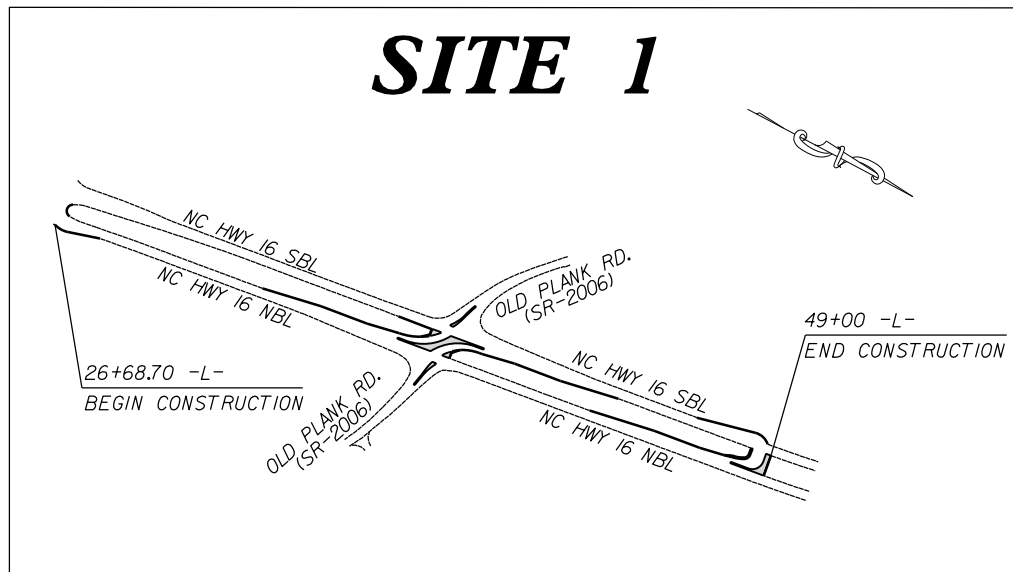 SITE 1
NC HWY 16 SBL
NC HWY 16 NBL
OLD PLANK RD.
(SR-2006)
49+00 -L-
END CONSTRUCTION
26+68.70 -L-
BEGIN CONSTRUCTION
OLD PLANK RD.
(SR-2006)
NC HWY 16 SBL
NC HWY 16 NBL